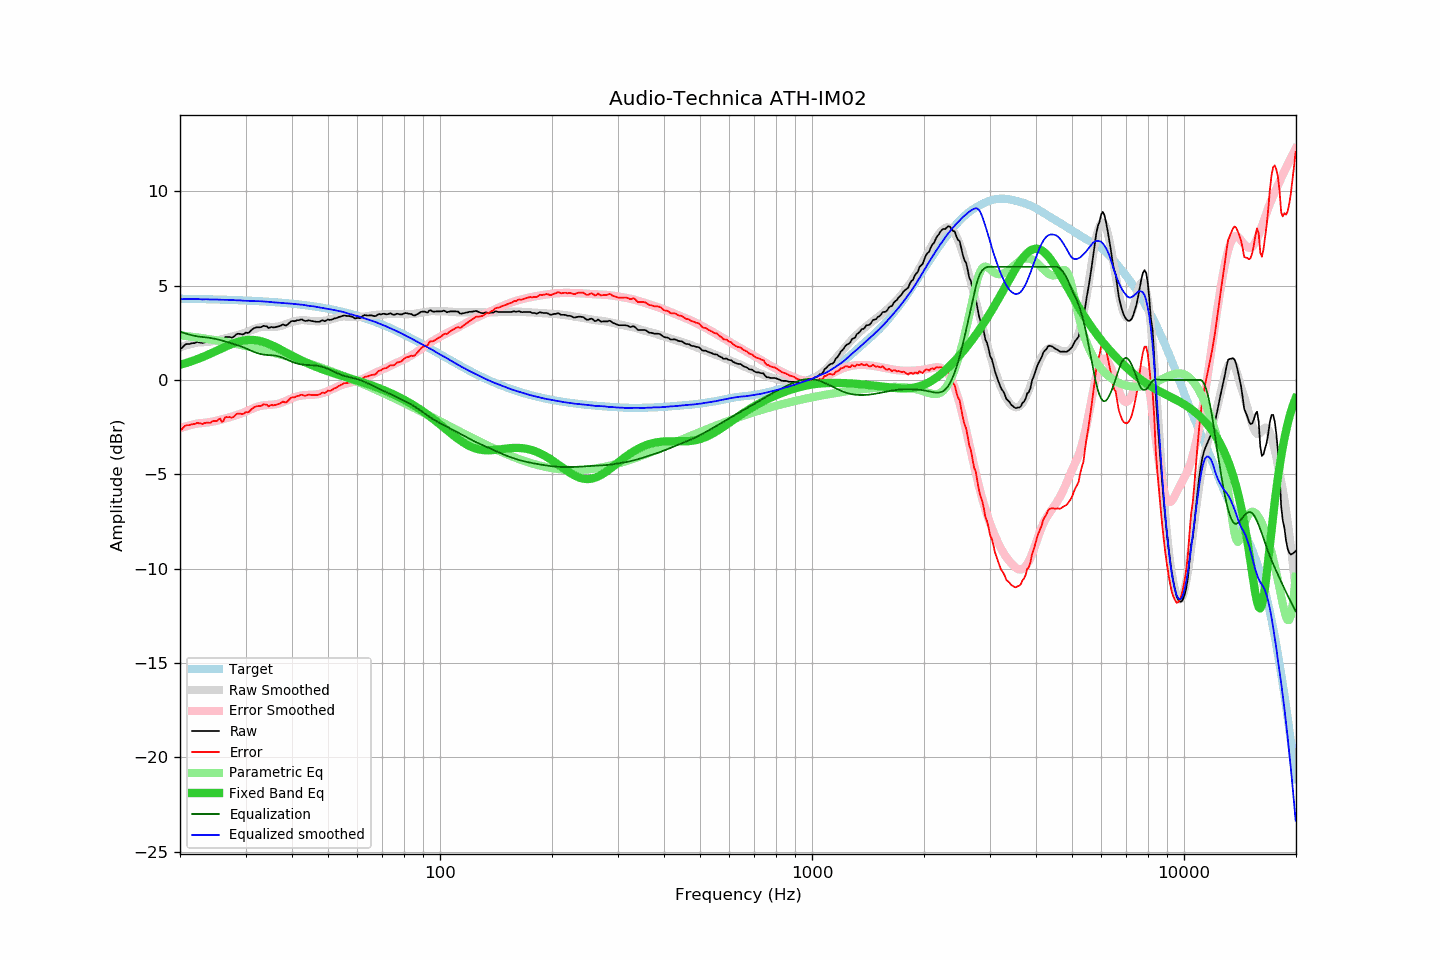 Audio-Technica ATH-IM02
Amplitude (dBr)
10
5
0
−5
−10
−15
−20
−25
Target
Raw Smoothed
Error Smoothed
Raw
Error
Parametric Eq
Fixed Band Eq
Equalization
Equalized smoothed
100
1000
10000
Frequency (Hz)